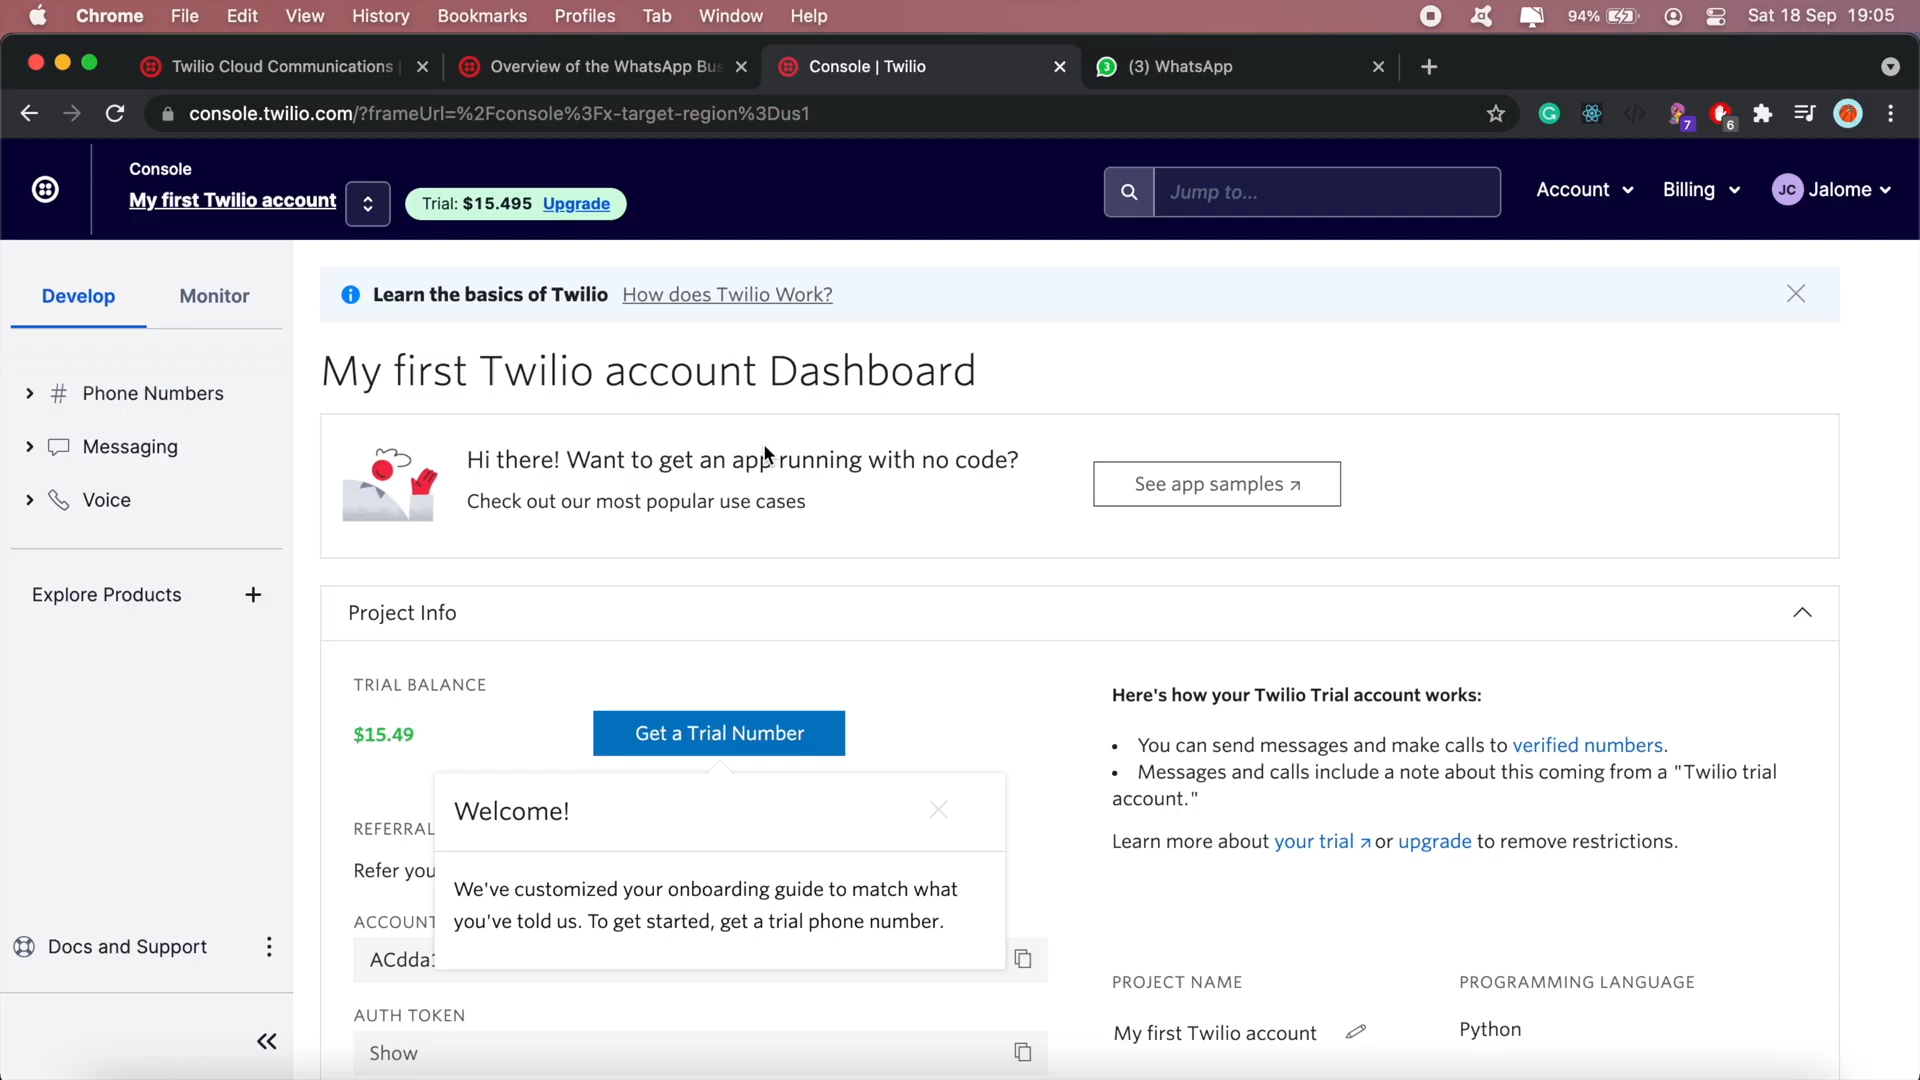 Chrome File Edit View History Bookmarks Profiles Tab Window Help 94% Sat 18 Sep 19:05
Twilio Cloud Communications Overview of the WhatsApp Bus Console | Twilio (3) WhatsApp
console.twilio.com/?frameUrl=%2Fconsole%3Fx-target-region%3Dus1 7 6
Console
My first Twilio account Trial: $15.495 Upgrade Jump to... Account Billing JC Jalome
Develop Monitor
Phone Numbers
Messaging
Voice
Explore Products
Docs and Support
Learn the basics of Twilio How does Twilio Work?
My first Twilio account Dashboard
Hi there! Want to get an app running with no code?
Check out our most popular use cases
See app samples
Project Info
TRIAL BALANCE
$15.49
Get a Trial Number
Welcome!
We've customized your onboarding guide to match what
you've told us. To get started, get a trial phone number.
REFERRAL
Refer you
ACCOUNT
ACdda1
AUTH TOKEN
Show
Here's how your Twilio Trial account works:
• You can send messages and make calls to verified numbers.
• Messages and calls include a note about this coming from a "Twilio trial
account."
Learn more about your trial or upgrade to remove restrictions.
PROJECT NAME
My first Twilio account
PROGRAMMING LANGUAGE
Python